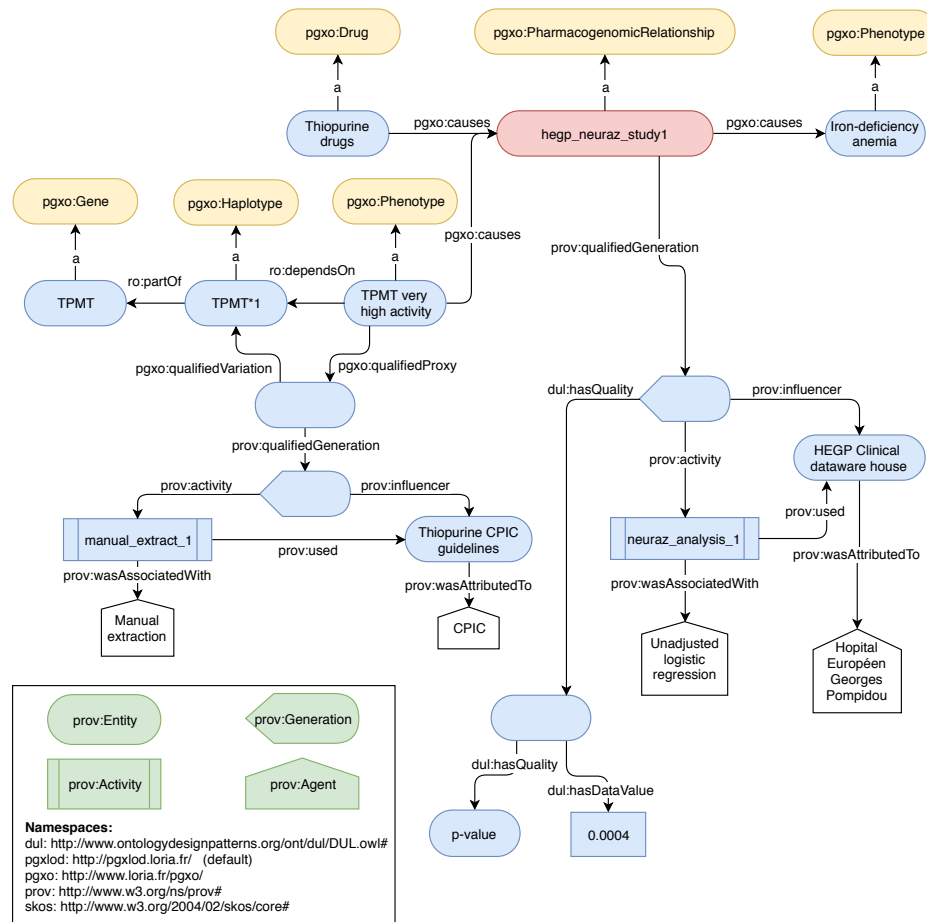 pgxo:Drug
pgxo:PharmacogenomicRelationship
pgxo:Phenotype
a
a
a
Thiopurine
drugs
pgxo:causes
hegp_neuraz_study1
pgxo:causes
Iron-deficiency
anemia
pgxo:Gene
pgxo:Haplotype
pgxo:Phenotype
pgxo:causes
prov:qualifiedGeneration
a
a
a
ro:partOf
ro:dependsOn
TPMT
TPMT*1
TPMT very
high activity
pgxo:qualifiedVariation
pgxo:qualifiedProxy
dul:hasQuality
prov:influencer
prov:qualifiedGeneration
HEGP Clinical
dataware house
prov:activity
prov:activity
prov:influencer
prov:used
manual_extract_1
prov:used
Thiopurine CPIC
guidelines
neuraz_analysis_1
prov:wasAttributedTo
prov:wasAssociatedWith
prov:wasAttributedTo
prov:wasAssociatedWith
Manual
extraction
CPIC
Unadjusted
logistic
regression
Hopital
Européen
Georges
Pompidou
prov:Entity
prov:Generation
prov:Activity
prov:Agent
dul:hasQuality
dul:hasDataValue
p-value
0.0004
Namespaces:
dul: http://www.ontologydesignpatterns.org/ont/dul/DUL.owl#
pgxlod: http://pgxlod.loria.fr/ (default)
pgxo: http://www.loria.fr/pgxo/
prov: http://www.w3.org/ns/prov#
skos: http://www.w3.org/2004/02/skos/core#